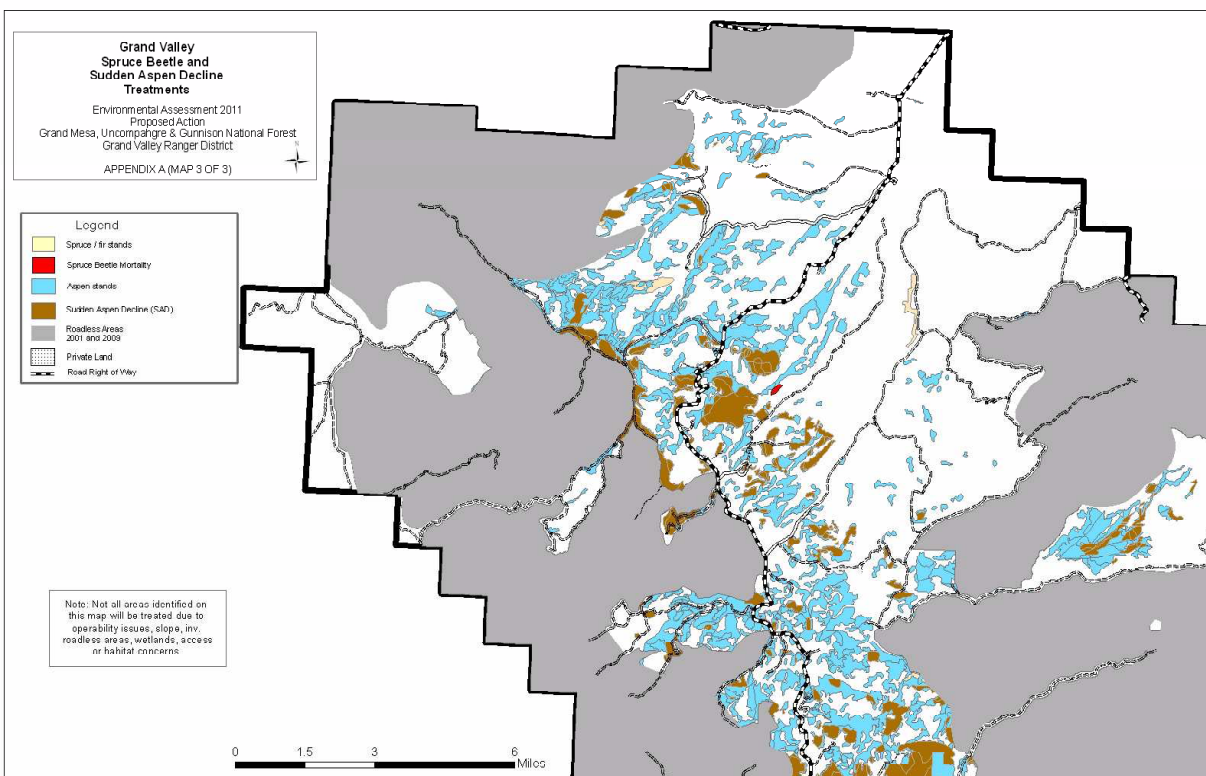 Grand Valley
Spruce Beetle and
Sudden Aspen Decline
Treatments
Environmental Assessment 2011
Proposed Action
Grand Mesa, Uncompahgre & Gunnison National Forest
Grand Valley Ranger District
N
APPENDIX A (MAP 3 OF 3)
Legend
Spruce / fir stands
Spruce Beetle Mortality
Aspen stands
Sudden Aspen Decline (SAD)
Roadless Areas
2001 and 2009
Private Land
Road Right of Way
Note: Not all areas identified on
this map will be treated due to
operability issues, slope, inv.
roadless areas, wetlands, access
or habitat concerns
0 1.5 3 6
Miles